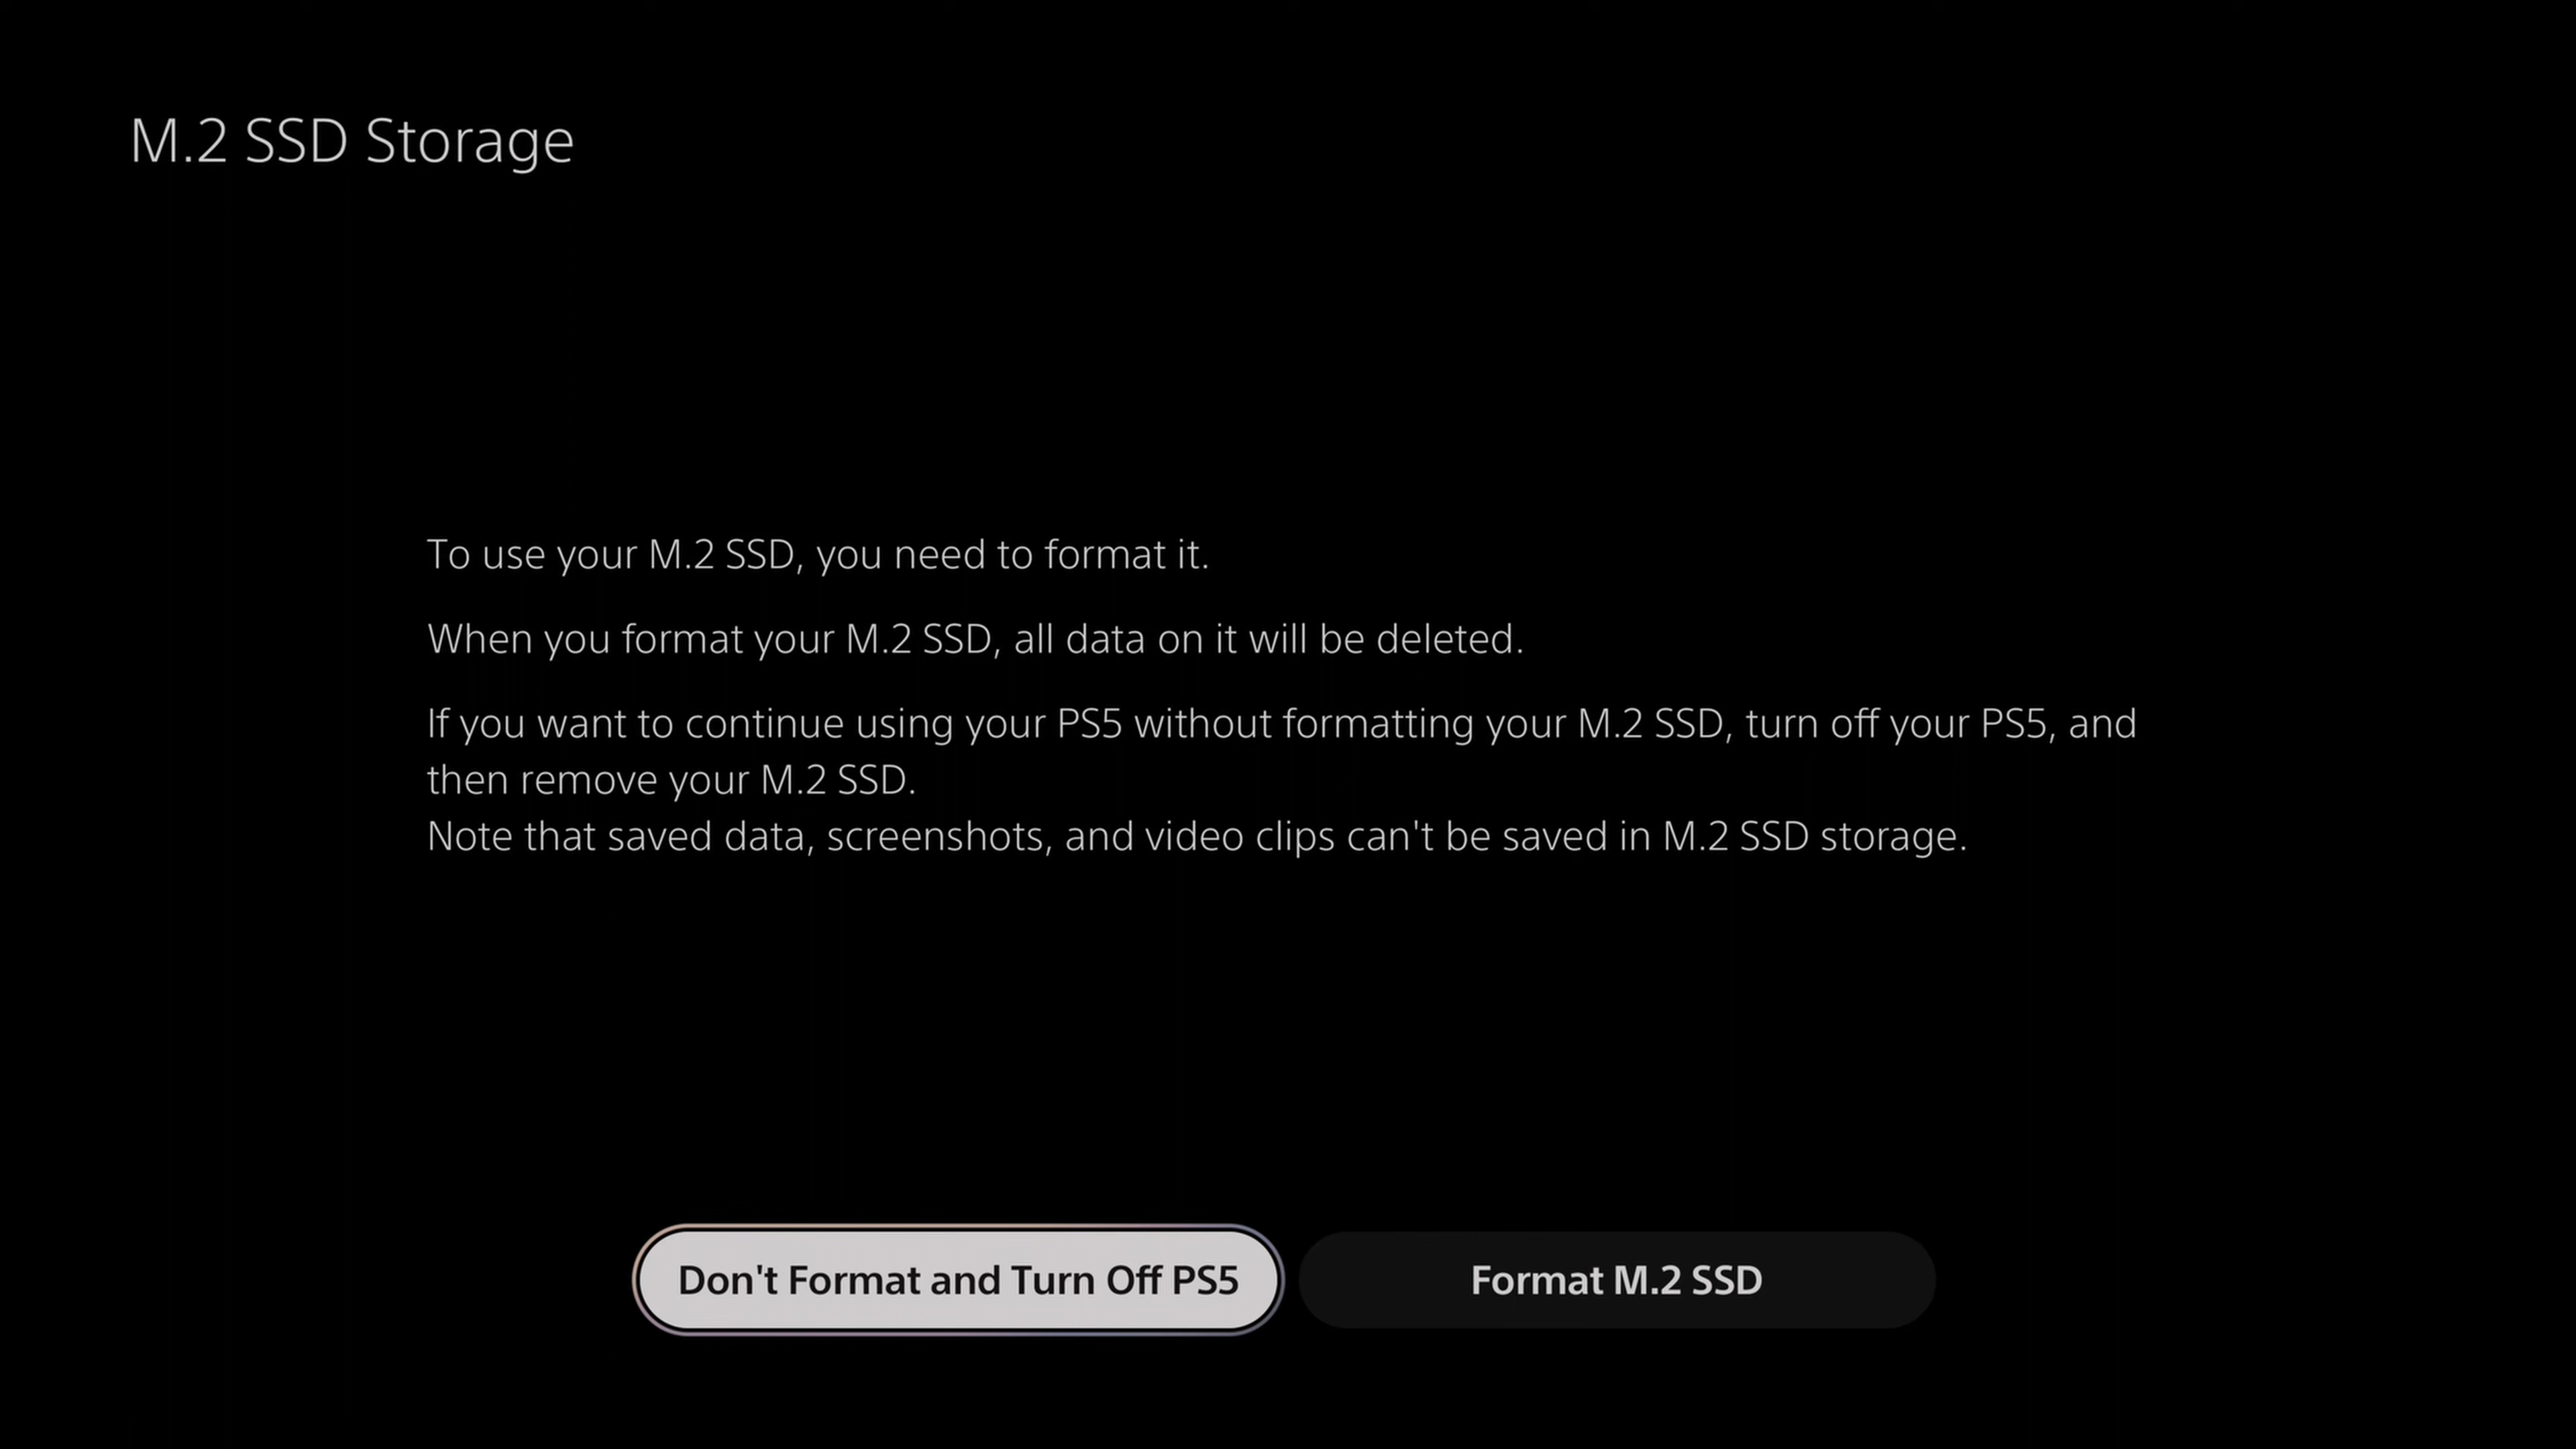 M.2 SSD Storage
To use your M.2 SSD, you need to format it.
When you format your M.2 SSD, all data on it will be deleted.
If you want to continue using your PS5 without formatting your M.2 SSD, turn off your PS5, and
then remove your M.2 SSD.
Note that saved data, screenshots, and video clips can't be saved in M.2 SSD storage.
Don't Format and Turn Off PS5
Format M.2 SSD